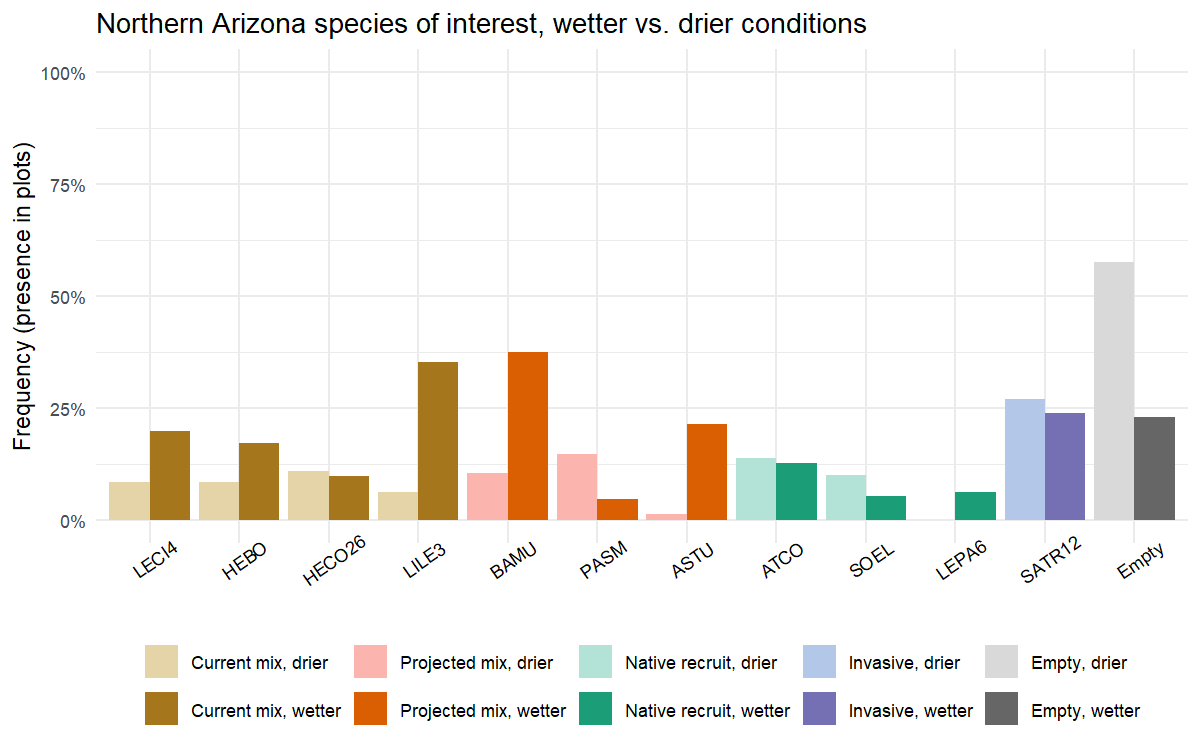 Northern Arizona species of interest, wetter vs. drier conditions
Frequency (presence in plots)
100%
75%
50%
25%
0%
LECI4 HEBO HECO26 LILE3 BAMU PASM ASTU ATCO SOEL LEPA6 SATR12 Empty
Current mix, drier Projected mix, drier Native recruit, drier Invasive, drier Empty, drier
Current mix, wetter Projected mix, wetter Native recruit, wetter Invasive, wetter Empty, wetter